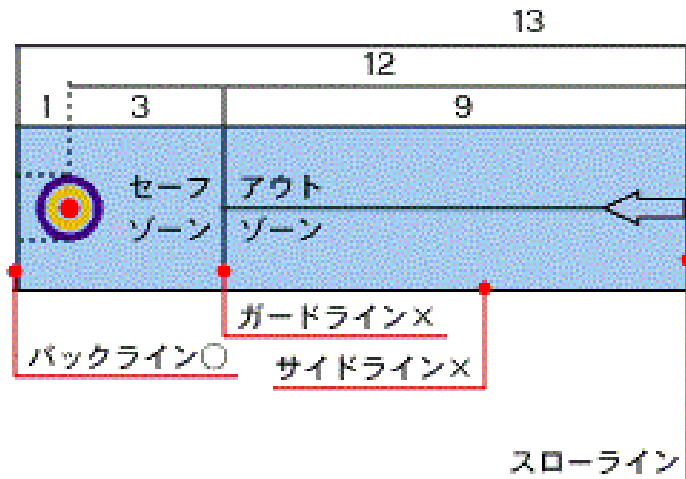 13
12
1 3 9
セーフ アウト
ゾーン ゾーン
ガードライン×
バックライン○
サイドライン×
スローライン